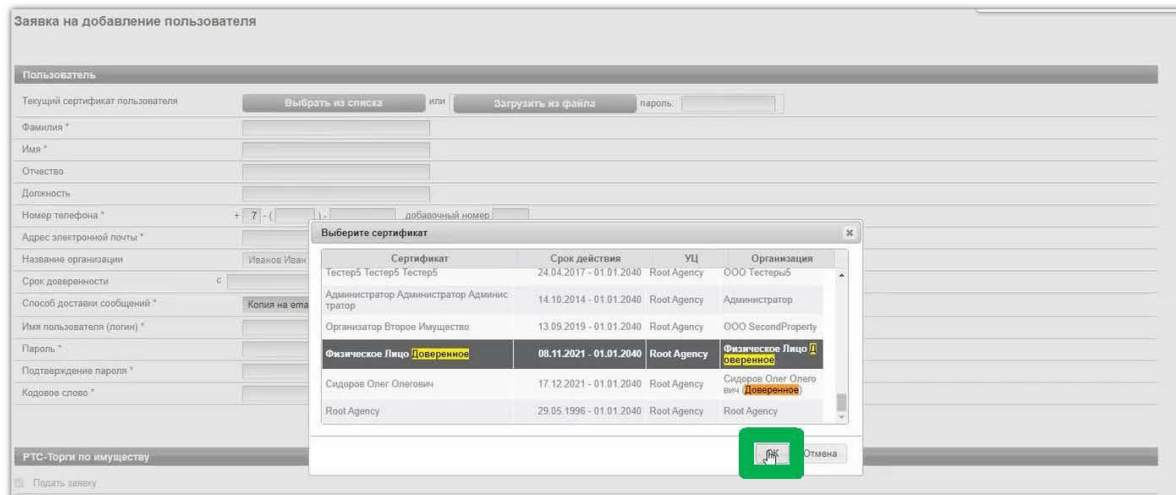 Заявка на добавление пользователя
Пользователь
Текущий сертификат пользователя Выбрать из списка или Загрузить из файла пароль:
Фамилия *
Имя *
Отчество
Должность
Номер телефона * + 7 - ( ) - добавочный номер
Адрес электронной почты *
Название организации Иванов Иван
Срок доверенности с
Способ доставки сообщений * Копия на ema
Имя пользователя (логин) *
Пароль *
Подтверждение пароля *
Кодовое слово *
РТС-Торги по имуществу
Подать заявку
Выберите сертификат
Сертификат Срок действия УЦ Организация
Тестер5 Тестер5 Тестер5 24.04.2017 - 01.01.2040 Root Agency ООО Тестеры5
Администратор Администратор Админис
тратор 14.10.2014 - 01.01.2040 Root Agency Администратор
Организатор Второе Имущество 13.09.2019 - 01.01.2040 Root Agency ООО SecondProperty
Физическое Лицо Доверенное 08.11.2021 - 01.01.2040 Root Agency Физическое Лицо Д
оверенное
Сидоров Олег Олегович 17.12.2021 - 01.01.2040 Root Agency Сидоров Олег Олего
вич (Доверенное)
Root Agency 29.05.1996 - 01.01.2040 Root Agency Root Agency
ОК Отмена